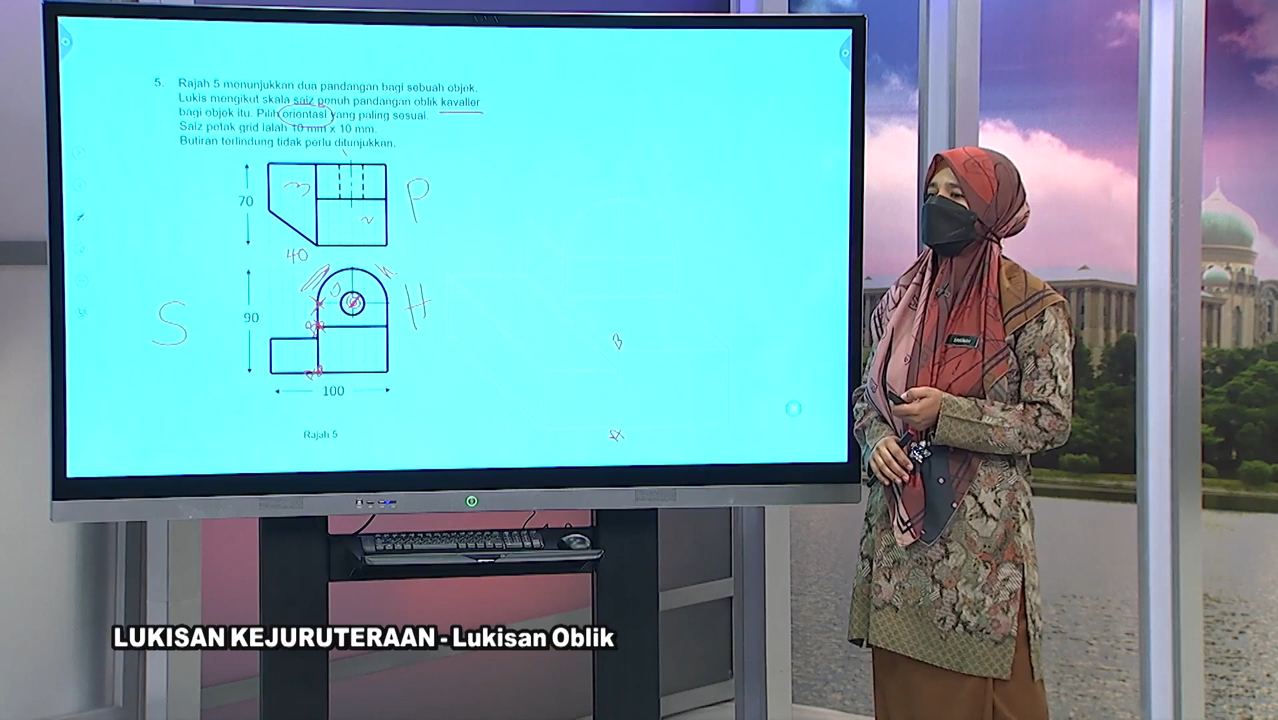 5. Rajah 5 menunjukkan dua pandangan bagi sebuah objek.
Lukis mengikut skala saiz penuh pandangan oblik kavalier
bagi objek itu. Pilih orientasi yang paling sesuai.
Saiz petak grid ialah 10 mm x 10 mm.
Butiran terlindung tidak perlu ditunjukkan.
3
P
70
2
40
S
H
90
B
B
A
A
100
Rajah 5
LUKISAN KEJURUTERAAN - Lukisan Oblik